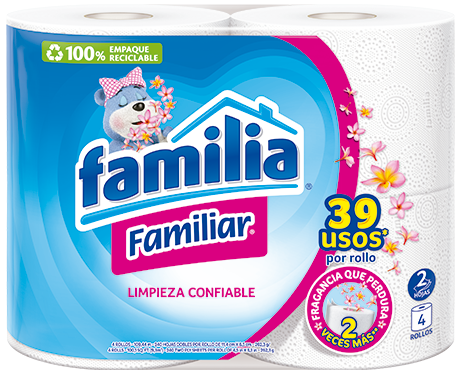 100% EMPAQUE
RECICLABLE
familia®
Familiar®
LIMPIEZA CONFIABLE
39
USOS*
por rollo
FRAGANCIA QUE PERDURA
2
VECES MÁS**
2
HOJAS
4
ROLLOS
familia